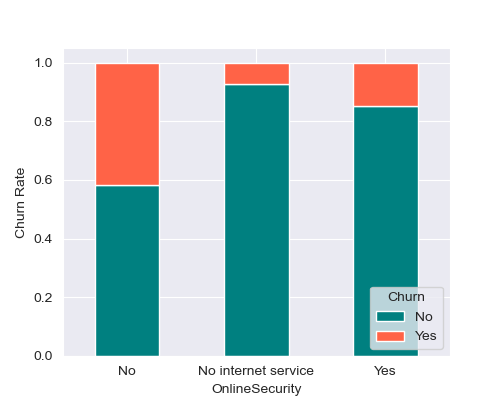 1.0
0.8
0.6
0.4
0.2
0.0
Churn Rate
No
No internet service
Yes
OnlineSecurity
Churn
No
Yes